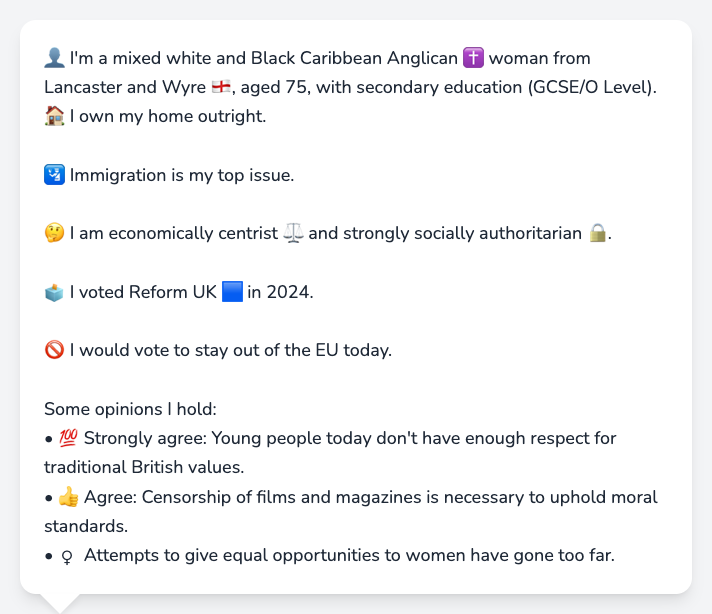 👤 I'm a mixed white and Black Caribbean Anglican ✝️ woman from
Lancaster and Wyre 🏴󠁧󠁢󠁥󠁮󠁧󠁿, aged 75, with secondary education (GCSE/O Level).
🏠 I own my home outright.
🛂 Immigration is my top issue.
🤔 I am economically centrist ⚖️ and strongly socially authoritarian 🔒.
🗳️ I voted Reform UK 🟦 in 2024.
🚫 I would vote to stay out of the EU today.
Some opinions I hold:
• 💯 Strongly agree: Young people today don't have enough respect for
traditional British values.
• 👍 Agree: Censorship of films and magazines is necessary to uphold moral
standards.
• ♀ Attempts to give equal opportunities to women have gone too far.